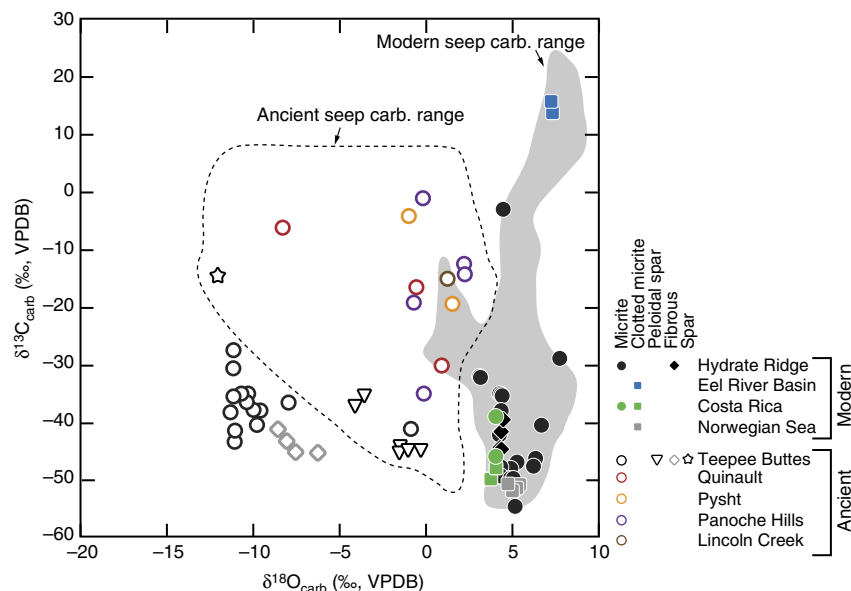 30
20
10
0
−10
−20
−30
−40
−50
−60
δ13Ccarb (‰, VPDB)
Modern seep carb. range
Ancient seep carb. range
−20
−15
−10
−5
0
5
10
δ18Ocarb (‰, VPDB)
Micrite
Clotted micrite
Peloidal spar
Fibrous
Spar
Hydrate Ridge
Eel River Basin
Costa Rica
Norwegian Sea
Modern
Teepee Buttes
Quinault
Pysht
Panoche Hills
Lincoln Creek
Ancient